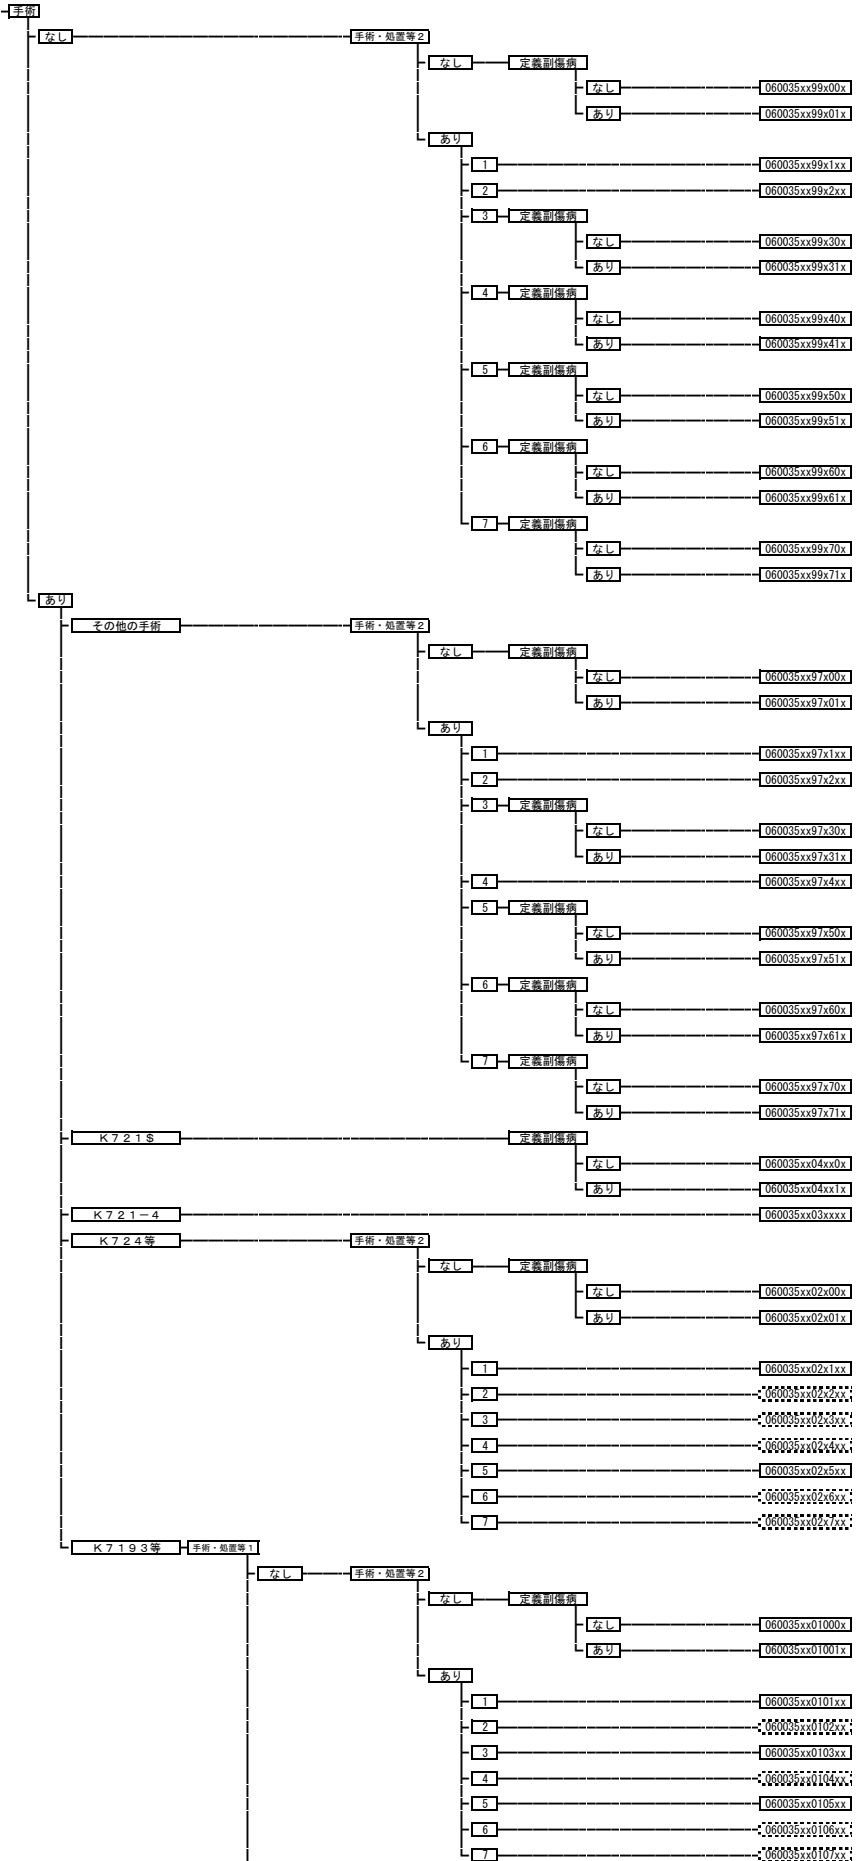 手術
なし 手術・処置等２
なし 定義副傷病
なし 060035xx99x00x
あり 060035xx99x01x
あり
1 060035xx99x1xx
2 060035xx99x2xx
3 定義副傷病
なし 060035xx99x30x
あり 060035xx99x31x
4 定義副傷病
なし 060035xx99x40x
あり 060035xx99x41x
5 定義副傷病
なし 060035xx99x50x
あり 060035xx99x51x
6 定義副傷病
なし 060035xx99x60x
あり 060035xx99x61x
7 定義副傷病
なし 060035xx99x70x
あり 060035xx99x71x
あり
その他の手術 手術・処置等２
なし 定義副傷病
なし 060035xx97x00x
あり 060035xx97x01x
あり
1 060035xx97x1xx
2 060035xx97x2xx
3 定義副傷病
なし 060035xx97x30x
あり 060035xx97x31x
4 060035xx97x4xx
5 定義副傷病
なし 060035xx97x50x
あり 060035xx97x51x
6 定義副傷病
なし 060035xx97x60x
あり 060035xx97x61x
7 定義副傷病
なし 060035xx97x70x
あり 060035xx97x71x
Ｋ７２１＄ 定義副傷病
なし 060035xx04xx0x
あり 060035xx04xx1x
Ｋ７２１－４ 060035xx03xxxx
Ｋ７２４等 手術・処置等２
なし 定義副傷病
なし 060035xx02x00x
あり 060035xx02x01x
あり
1 060035xx02x1xx
2 060035xx02x2xx
3 060035xx02x3xx
4 060035xx02x4xx
5 060035xx02x5xx
6 060035xx02x6xx
7 060035xx02x7xx
Ｋ７１９３等 手術・処置等１
なし 手術・処置等２
なし 定義副傷病
なし 060035xx01000x
あり 060035xx01001x
あり
1 060035xx0101xx
2 060035xx0102xx
3 060035xx0103xx
4 060035xx0104xx
5 060035xx0105xx
6 060035xx0106xx
7 060035xx0107xx